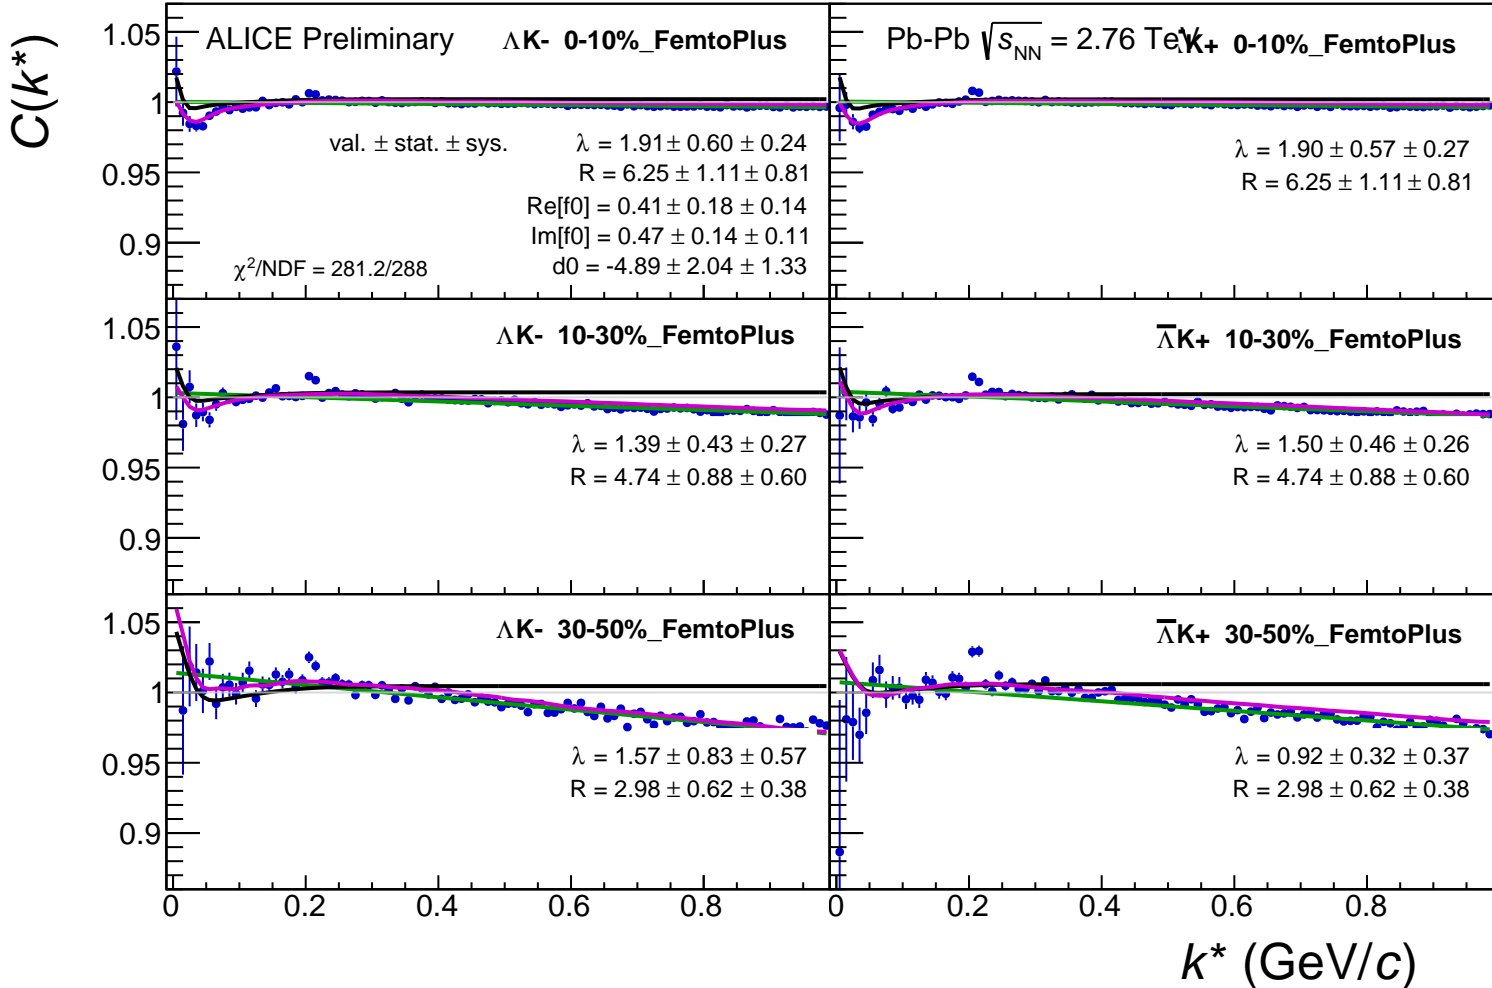 C(k*)
ALICE Preliminary ΛK- 0-10%_FemtoPlus
Pb-Pb √sNN = 2.76 TeV K+ 0-10%_FemtoPlus
1.05
1
0.95
0.9
val. ± stat. ± sys. λ = 1.91 ± 0.60 ± 0.24
R = 6.25 ± 1.11 ± 0.81
Re[f0] = 0.41 ± 0.18 ± 0.14
Im[f0] = 0.47 ± 0.14 ± 0.11
χ²/NDF = 281.2/288 d0 = -4.89 ± 2.04 ± 1.33
λ = 1.90 ± 0.57 ± 0.27
R = 6.25 ± 1.11 ± 0.81
1.05
1
0.95
0.9
ΛK- 10-30%_FemtoPlus
λ = 1.39 ± 0.43 ± 0.27
R = 4.74 ± 0.88 ± 0.60
Λ̅K+ 10-30%_FemtoPlus
λ = 1.50 ± 0.46 ± 0.26
R = 4.74 ± 0.88 ± 0.60
1.05
1
0.95
0.9
ΛK- 30-50%_FemtoPlus
λ = 1.57 ± 0.83 ± 0.57
R = 2.98 ± 0.62 ± 0.38
Λ̅K+ 30-50%_FemtoPlus
λ = 0.92 ± 0.32 ± 0.37
R = 2.98 ± 0.62 ± 0.38
0 0.2 0.4 0.6 0.8 0 0.2 0.4 0.6 0.8
k* (GeV/c)